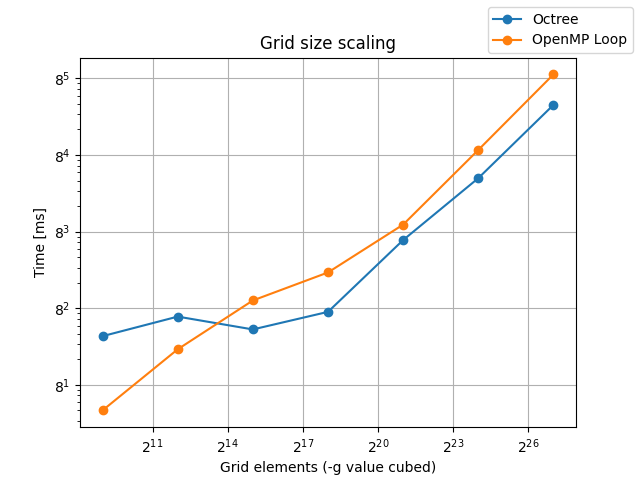 Octree
OpenMP Loop
Grid size scaling
8^5
8^4
8^3
8^2
8^1
Time [ms]
2^11 2^14 2^17 2^20 2^23 2^26
Grid elements (-g value cubed)